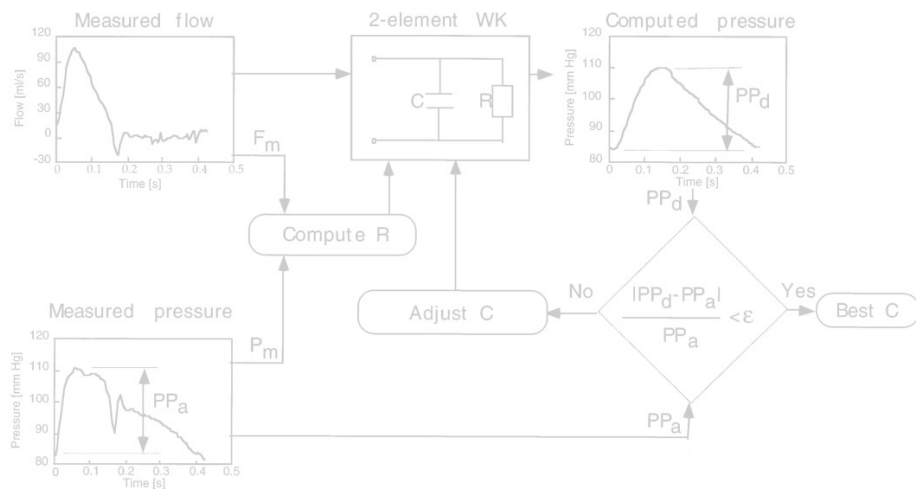 Measured flow
120
90
60
30
0
-30
Flow [ml/s]
0 0.1 0.2 0.3 0.4 0.5
Time [s]
2-element WK
C
R
Computed pressure
120
110
100
90
80
Pressure [mm Hg]
PPd
0 0.1 0.2 0.3 0.4 0.5
Time [s]
Fm
PPd
Compute R
Measured pressure
Pm
120
110
100
90
80
Pressure [mm Hg]
PPa
0 0.1 0.2 0.3 0.4 0.5
Time [s]
Adjust C
No
|PPd-PPa|
PPa
<ε
Yes
Best C
PPa